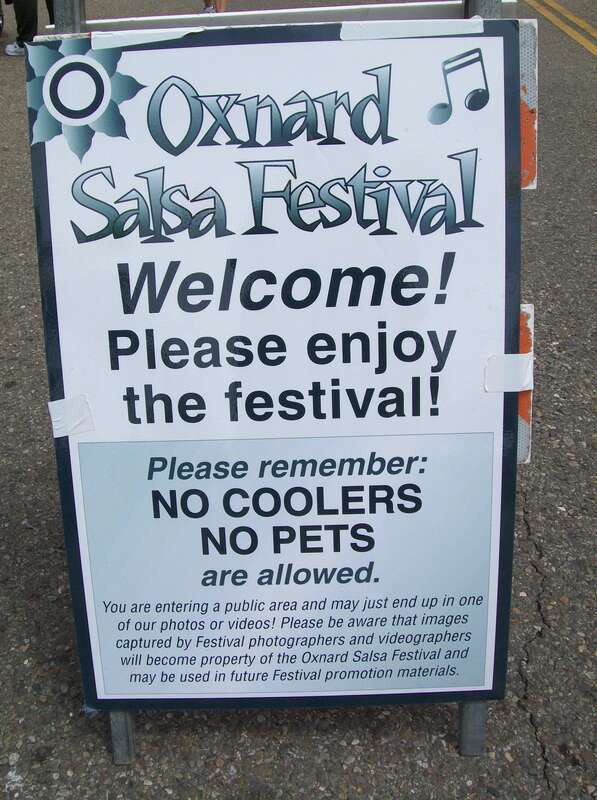 Oxnard
Salsa Festival
Welcome!
Please enjoy
the festival!
Please remember:
NO COOLERS
NO PETS
are allowed.
You are entering a public area and may just end up in one
of our photos or videos! Please be aware that images
captured by Festival photographers and videographers
will become property of the Oxnard Salsa Festival and
may be used in future Festival promotion materials.